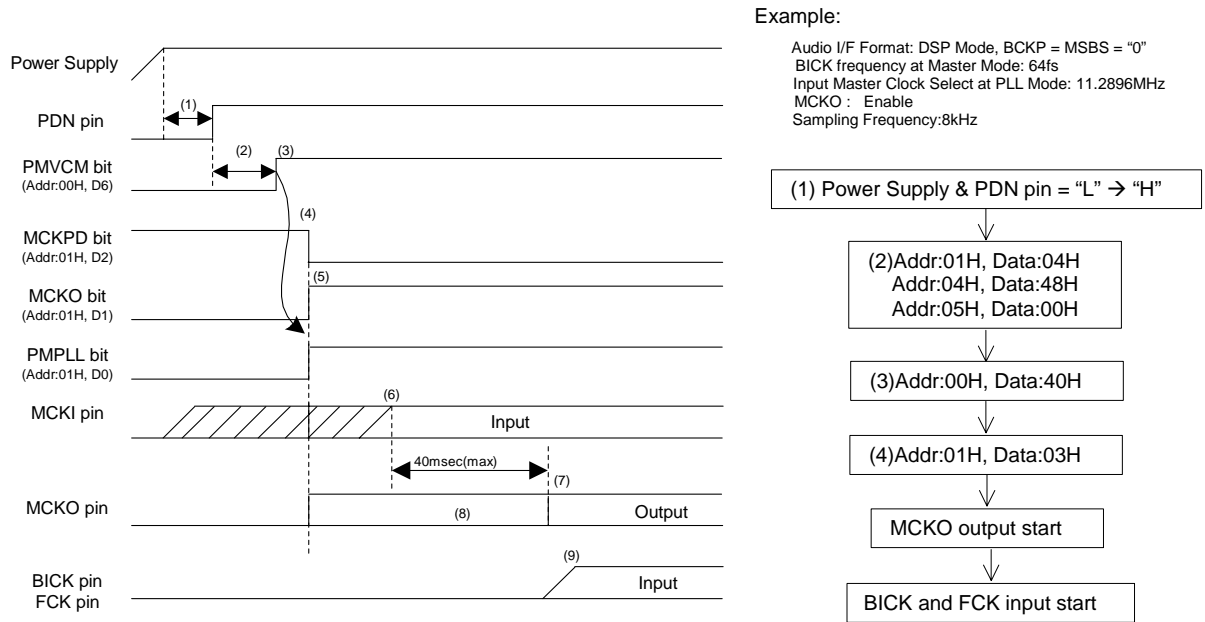 Power Supply
(1)
PDN pin
(2)
(3)
PMVCM bit
(Addr:00H, D6)
(4)
MCKPD bit
(Addr:01H, D2)
(5)
MCKO bit
(Addr:01H, D1)
PMPLL bit
(Addr:01H, D0)
(6)
MCKI pin
Input
40msec(max)
(7)
MCKO pin
(8)
Output
(9)
BICK pin
FCK pin
Input
Example:
Audio I/F Format: DSP Mode, BCKP = MSBS = “0”
BICK frequency at Master Mode: 64fs
Input Master Clock Select at PLL Mode: 11.2896MHz
MCKO : Enable
Sampling Frequency:8kHz
(1) Power Supply & PDN pin = “L” → “H”
(2)Addr:01H, Data:04H
Addr:04H, Data:48H
Addr:05H, Data:00H
(3)Addr:00H, Data:40H
(4)Addr:01H, Data:03H
MCKO output start
BICK and FCK input start